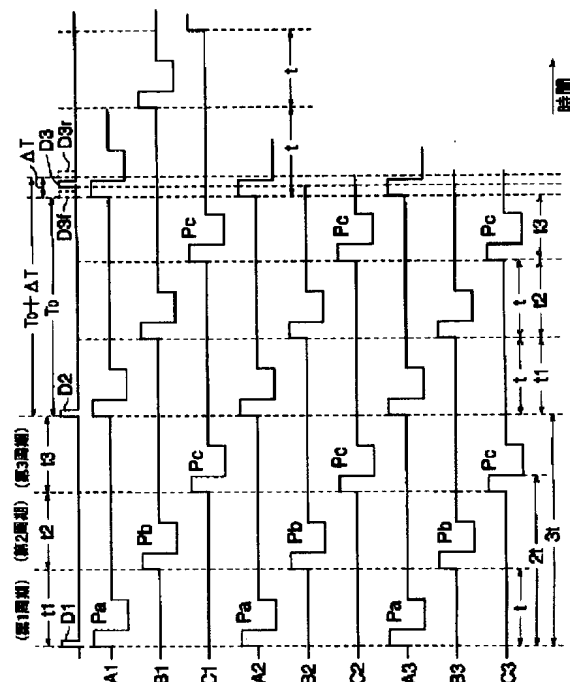 (第1周期) (第2周期) (第3周期)
t1 t2 t3
T0+ΔT
T0
ΔT
D1 D2 D3f D3 D3r
A1 Pa
B1 Pb
C1 Pc Pc
t t
A2 Pa
B2 Pb
C2 Pc Pc
A3 Pa
B3 Pb
C3 Pc Pc
t t t
t1 t2 t3
2t
3t
時間